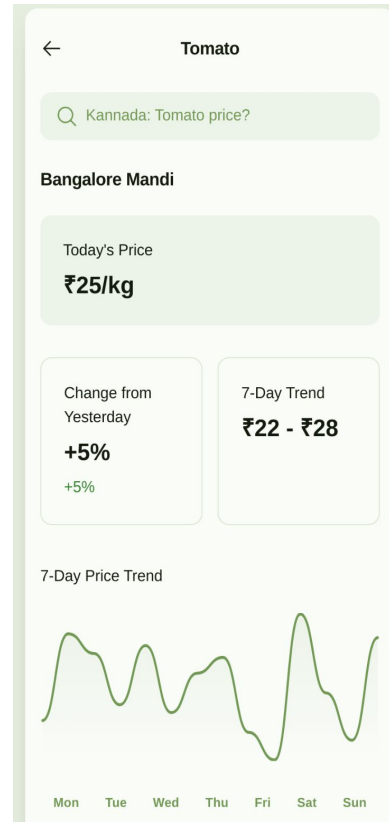 Tomato
Kannada: Tomato price?
Bangalore Mandi
Today's Price
₹25/kg
Change from
Yesterday
+5%
+5%
7-Day Trend
₹22 - ₹28
7-Day Price Trend
Mon Tue Wed Thu Fri Sat Sun